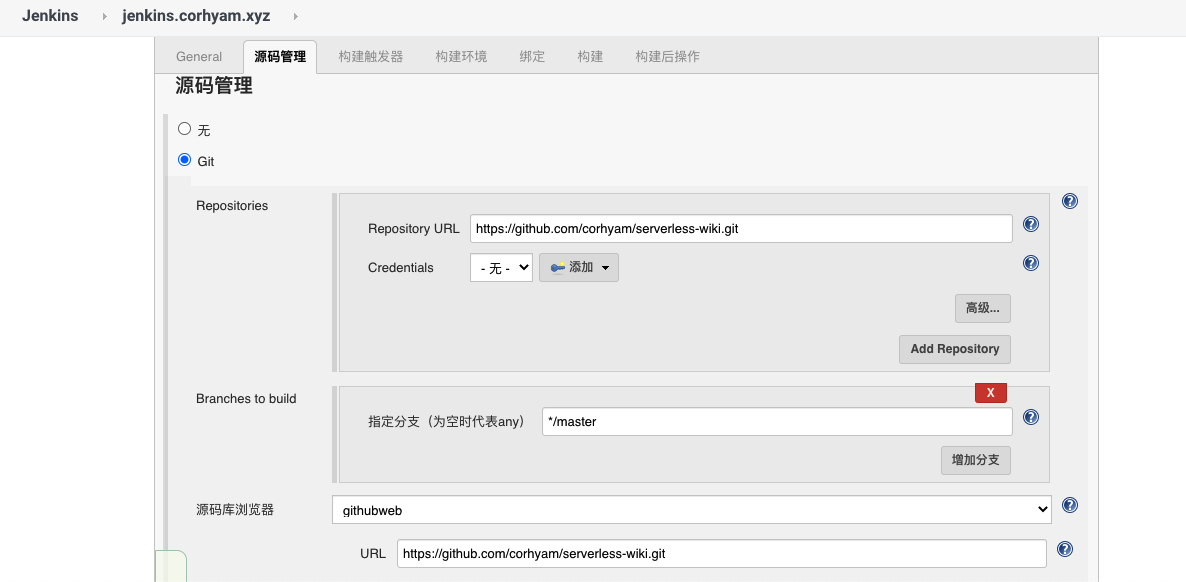 Jenkins jenkins.corhyam.xyz
General 源码管理 构建触发器 构建环境 绑定 构建 构建后操作
源码管理
无
Git
Repositories
Repository URL https://github.com/corhyam/serverless-wiki.git
Credentials - 无 - 添加
高级...
Add Repository
Branches to build
X
指定分支（为空时代表any） */master
增加分支
源码库浏览器 githubweb
URL https://github.com/corhyam/serverless-wiki.git